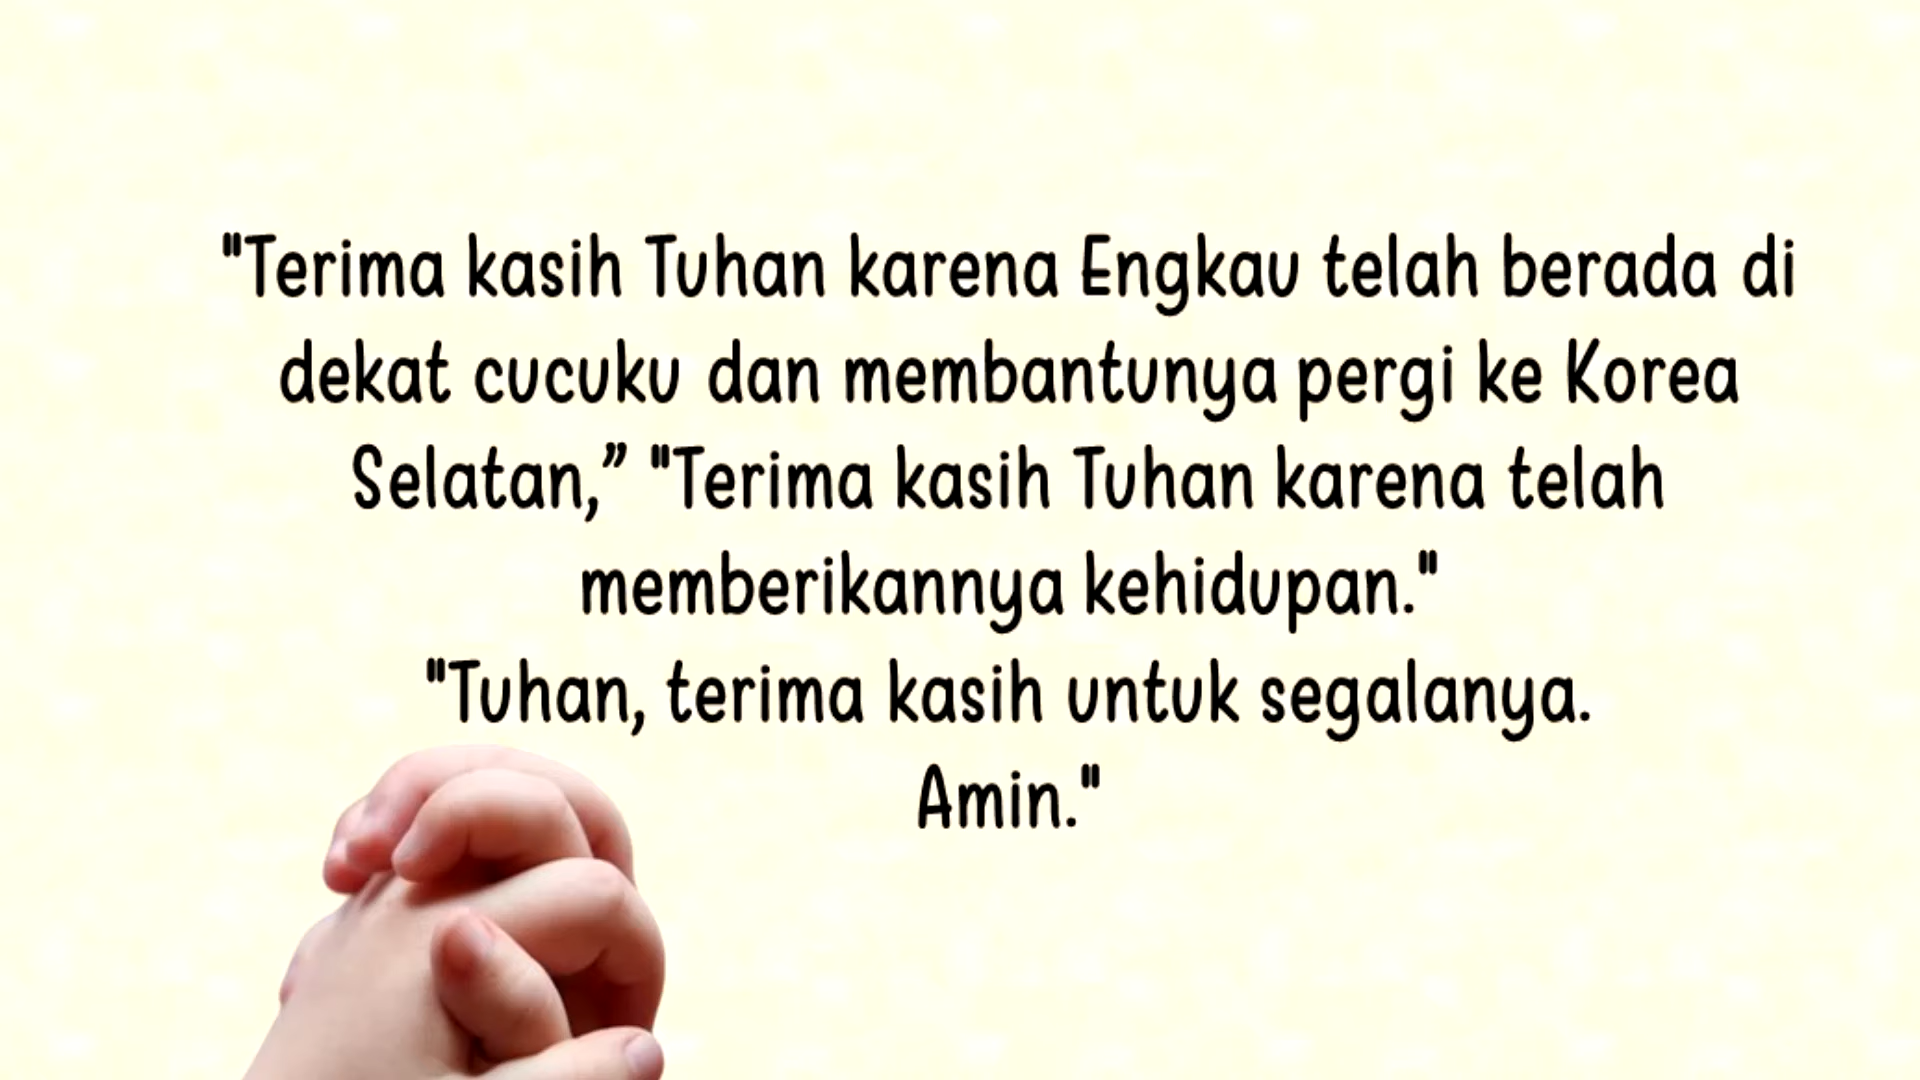 "Terima kasih Tuhan karena Engkau telah berada di
dekat cucuku dan membantunya pergi ke Korea
Selatan,” "Terima kasih Tuhan karena telah
memberikannya kehidupan."
"Tuhan, terima kasih untuk segalanya.
Amin."